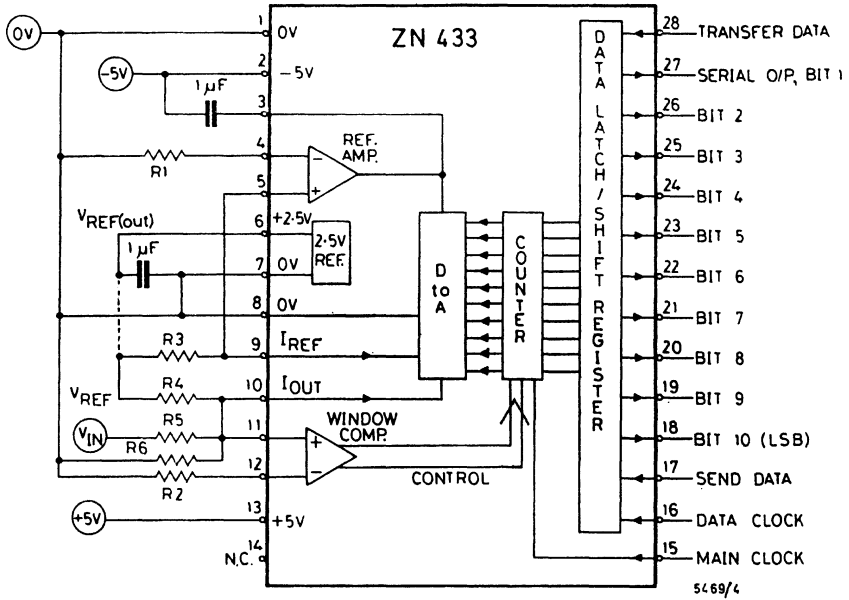 ZN 433
0V
1
0V
-5V
2
-5V
1µF
3
4
R1
REF.
AMP.
-
+
5
VREF(out)
6
+2.5V
2.5V
REF.
1µF
7
0V
8
0V
R3
9
IREF
VREF
R4
10
IOUT
VIN
R5
11
WINDOW
COMP.
+
-
R6
12
R2
CONTROL
+5V
13
+5V
N.C.
14
D
to
A
COUNTER
DATA LATCH/SHIFT REGISTER
28
TRANSFER DATA
27
SERIAL O/P, BIT 1
26
BIT 2
25
BIT 3
24
BIT 4
23
BIT 5
22
BIT 6
21
BIT 7
20
BIT 8
19
BIT 9
18
BIT 10 (LSB)
17
SEND DATA
16
DATA CLOCK
15
MAIN CLOCK
5469/4